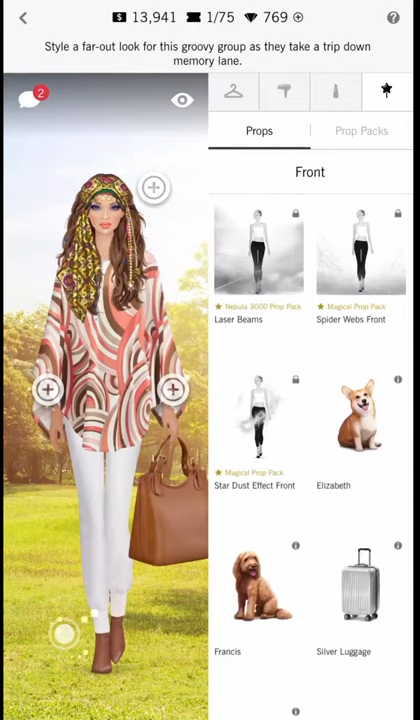 $ 13,941 1/75 769
Style a far-out look for this groovy group as they take a trip down
memory lane.
2
Props Prop Packs
Front
Nebula 3000 Prop Pack Magical Prop Pack
Laser Beams Spider Webs Front
Magical Prop Pack
Star Dust Effect Front Elizabeth
Francis Silver Luggage